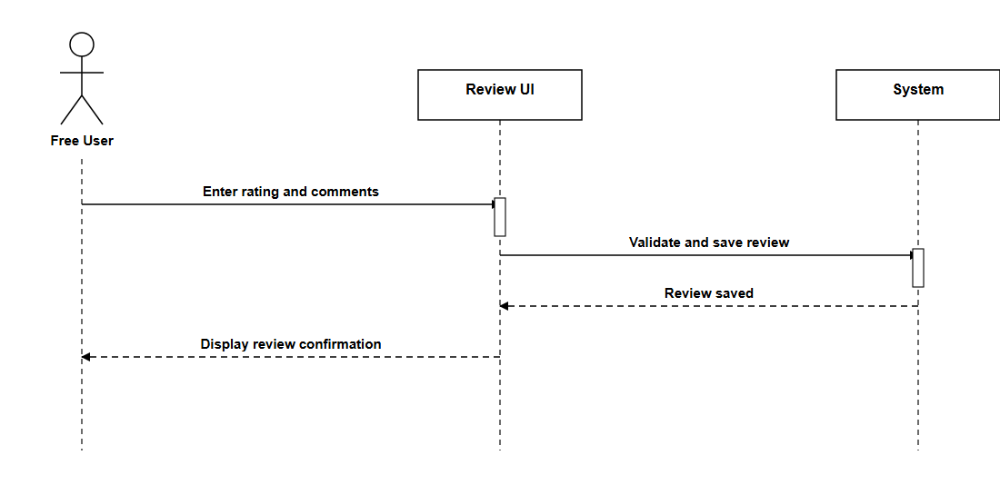 Review UI
System
Free User
Enter rating and comments
Validate and save review
Review saved
Display review confirmation